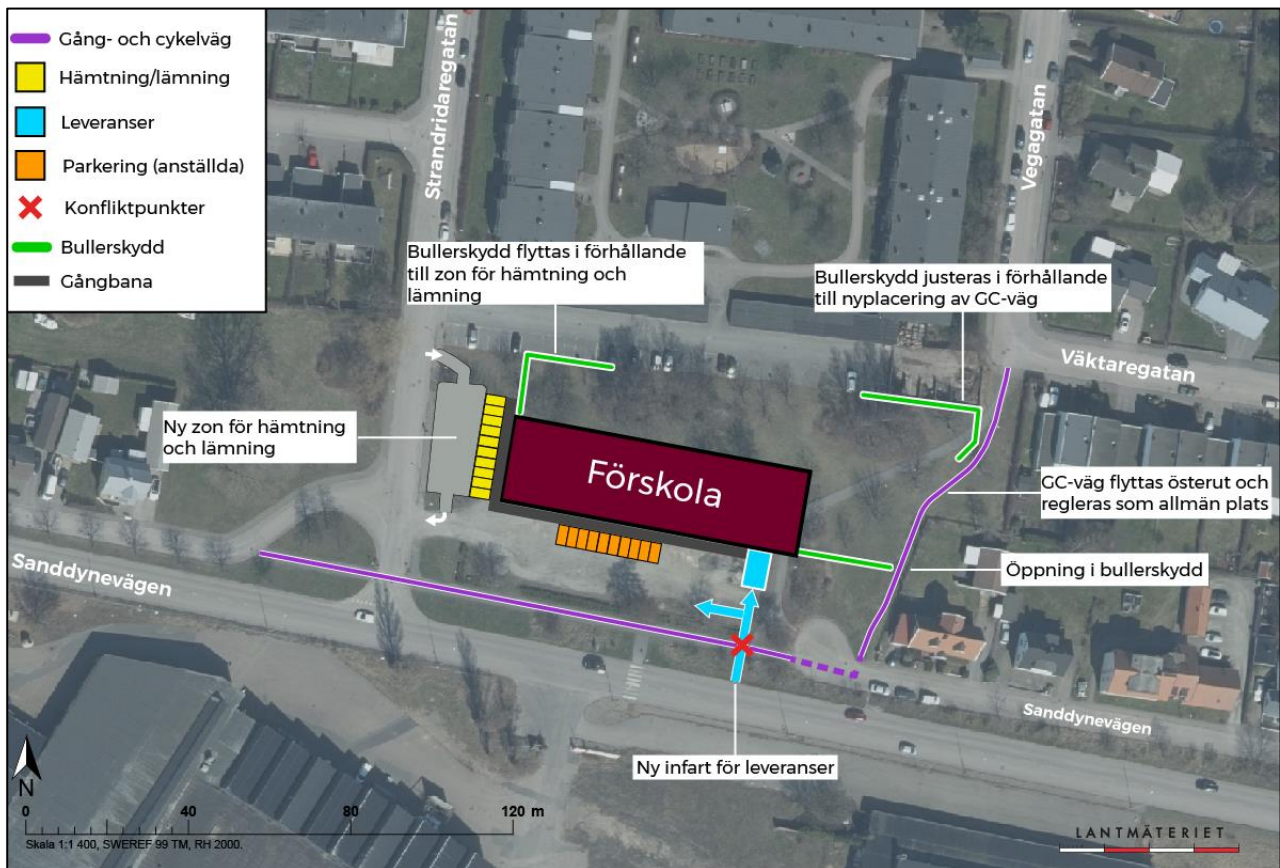 Gång- och cykelväg
Hämtning/lämning
Leveranser
Parkering (anställda)
Konfliktpunkter
Bullerskydd
Gångbana
Strandridaregatan
Vegagatan
Bullerskydd flyttas i förhållande
till zon för hämtning och
lämning
Bullerskydd justeras i förhållande
till nyplacering av GC-väg
Väktaregatan
Ny zon för hämtning
och lämning
Förskola
GC-väg flyttas österut och
regleras som allmän plats
Öppning i bullerskydd
Sanddynevägen
Sanddynevägen
Ny infart för leveranser
N
0 40 80 120 m
Skala 1:1 400, SWEREF 99 TM, RH 2000.
LANTMÄTERIET